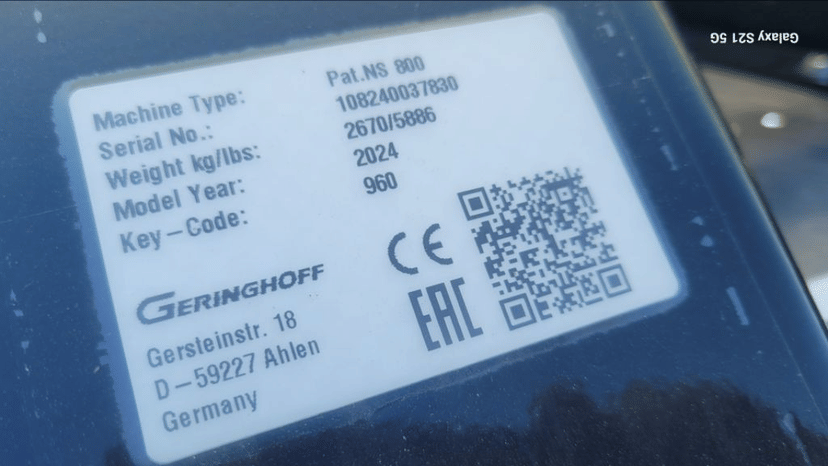 Machine Type: Pat.NS 800
Serial No.: 108240037830
Weight kg/lbs: 2670/5886
Model Year: 2024
Key-Code: 960
GERINGHOFF
Gersteinstr. 18
D-59227 Ahlen
Germany
CE
EAC
Galaxy S21 5G